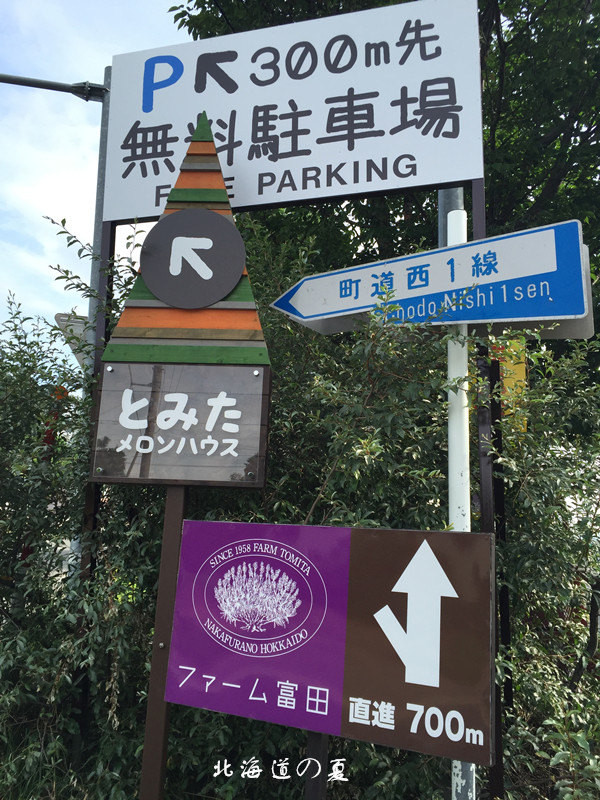 P 300m先
無料駐車場
PARKING
町道西1線
Nishi1sen
とみた
メロンハウス
SINCE 1958 FARM TOMITA
NAKAFURANO HOKKAIDO
ファーム富田
直進 700m
北海道の夏